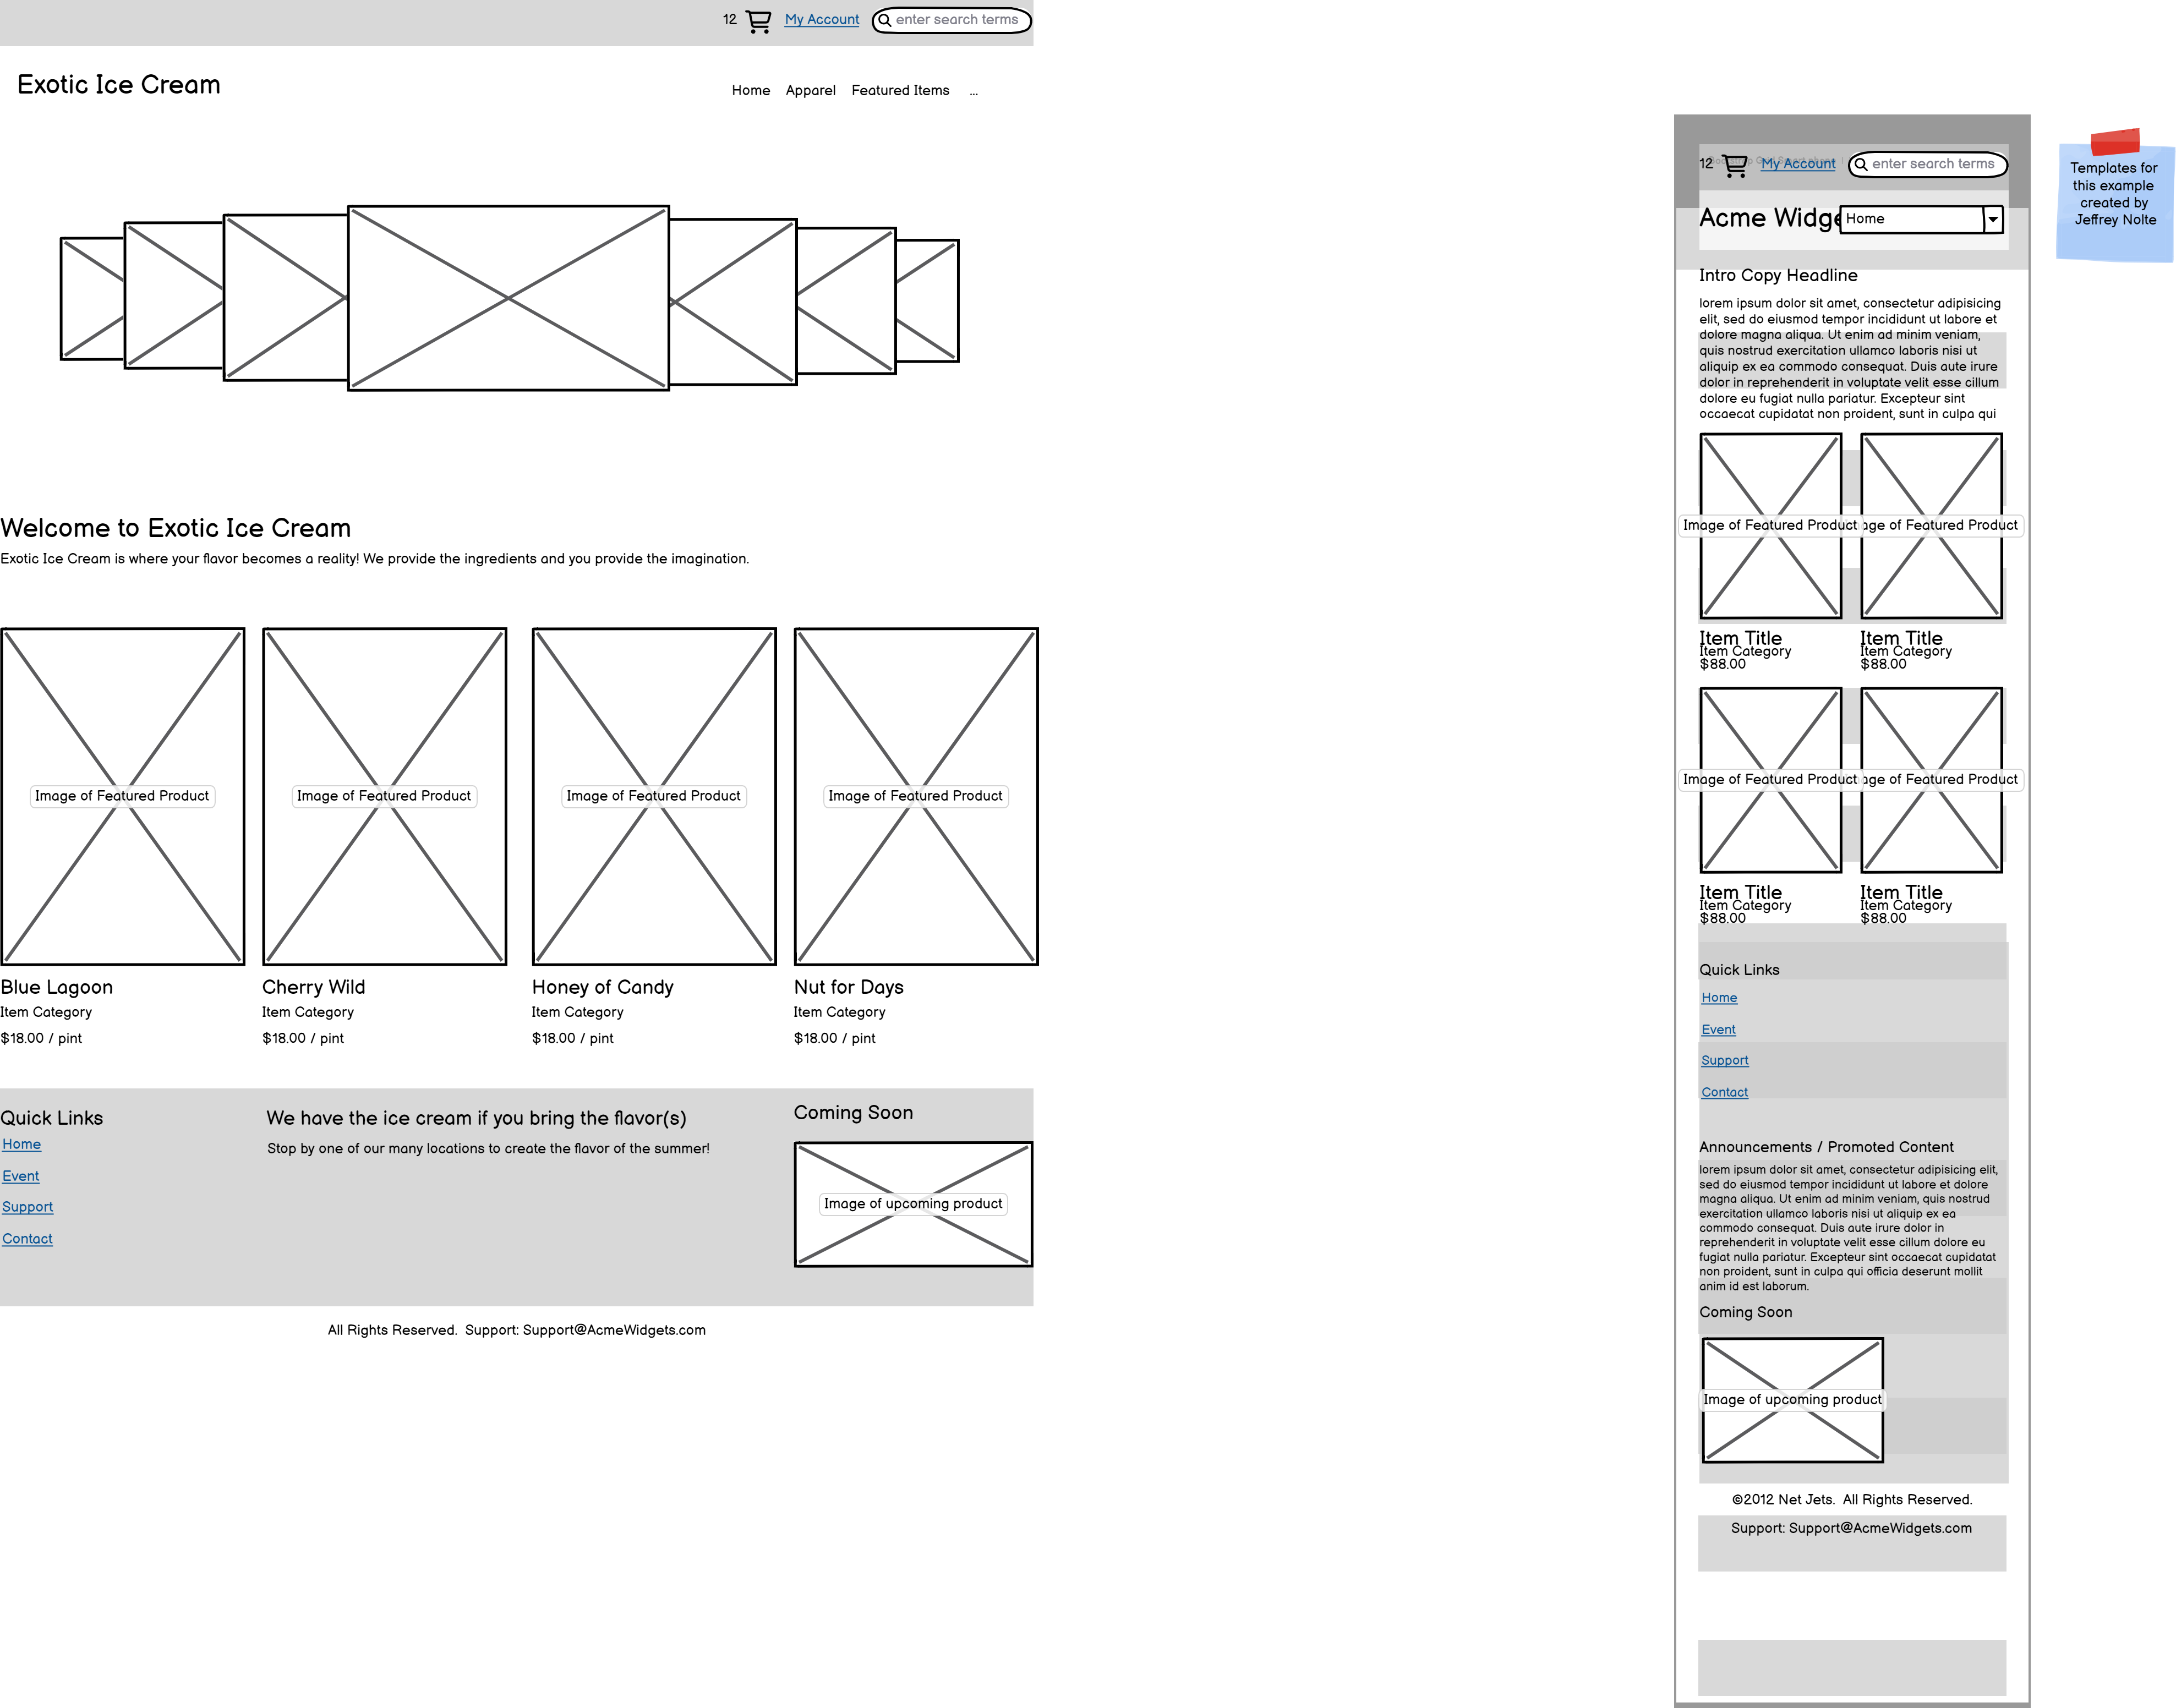 12 My Account enter search terms
Exotic Ice Cream
Home Apparel Featured Items ...
Welcome to Exotic Ice Cream
Exotic Ice Cream is where your flavor becomes a reality! We provide the ingredients and you provide the imagination.
Image of Featured Product Image of Featured Product Image of Featured Product Image of Featured Product
Blue Lagoon Cherry Wild Honey of Candy Nut for Days
Item Category Item Category Item Category Item Category
$18.00 / pint $18.00 / pint $18.00 / pint $18.00 / pint
Quick Links
Home
Event
Support
Contact
We have the ice cream if you bring the flavor(s)
Stop by one of our many locations to create the flavor of the summer!
Coming Soon
Image of upcoming product
All Rights Reserved. Support: Support@AcmeWidgets.com
12 My Account enter search terms
Acme Widge Home
Intro Copy Headline
lorem ipsum dolor sit amet, consectetur adipisicing
elit, sed do eiusmod tempor incididunt ut labore et
dolore magna aliqua. Ut enim ad minim veniam,
quis nostrud exercitation ullamco laboris nisi ut
aliquip ex ea commodo consequat. Duis aute irure
dolor in reprehenderit in voluptate velit esse cillum
dolore eu fugiat nulla pariatur. Excepteur sint
occaecat cupidatat non proident, sunt in culpa qui
Image of Featured Product age of Featured Product
Item Title Item Title
Item Category Item Category
$88.00 $88.00
Image of Featured Product age of Featured Product
Item Title Item Title
Item Category Item Category
$88.00 $88.00
Quick Links
Home
Event
Support
Contact
Announcements / Promoted Content
lorem ipsum dolor sit amet, consectetur adipisicing elit,
sed do eiusmod tempor incididunt ut labore et dolore
magna aliqua. Ut enim ad minim veniam, quis nostrud
exercitation ullamco laboris nisi ut aliquip ex ea
commodo consequat. Duis aute irure dolor in
reprehenderit in voluptate velit esse cillum dolore eu
fugiat nulla pariatur. Excepteur sint occaecat cupidatat
non proident, sunt in culpa qui officia deserunt mollit
anim id est laborum.
Coming Soon
Image of upcoming product
©2012 Net Jets. All Rights Reserved.
Support: Support@AcmeWidgets.com
Templates for
this example
created by
Jeffrey Nolte